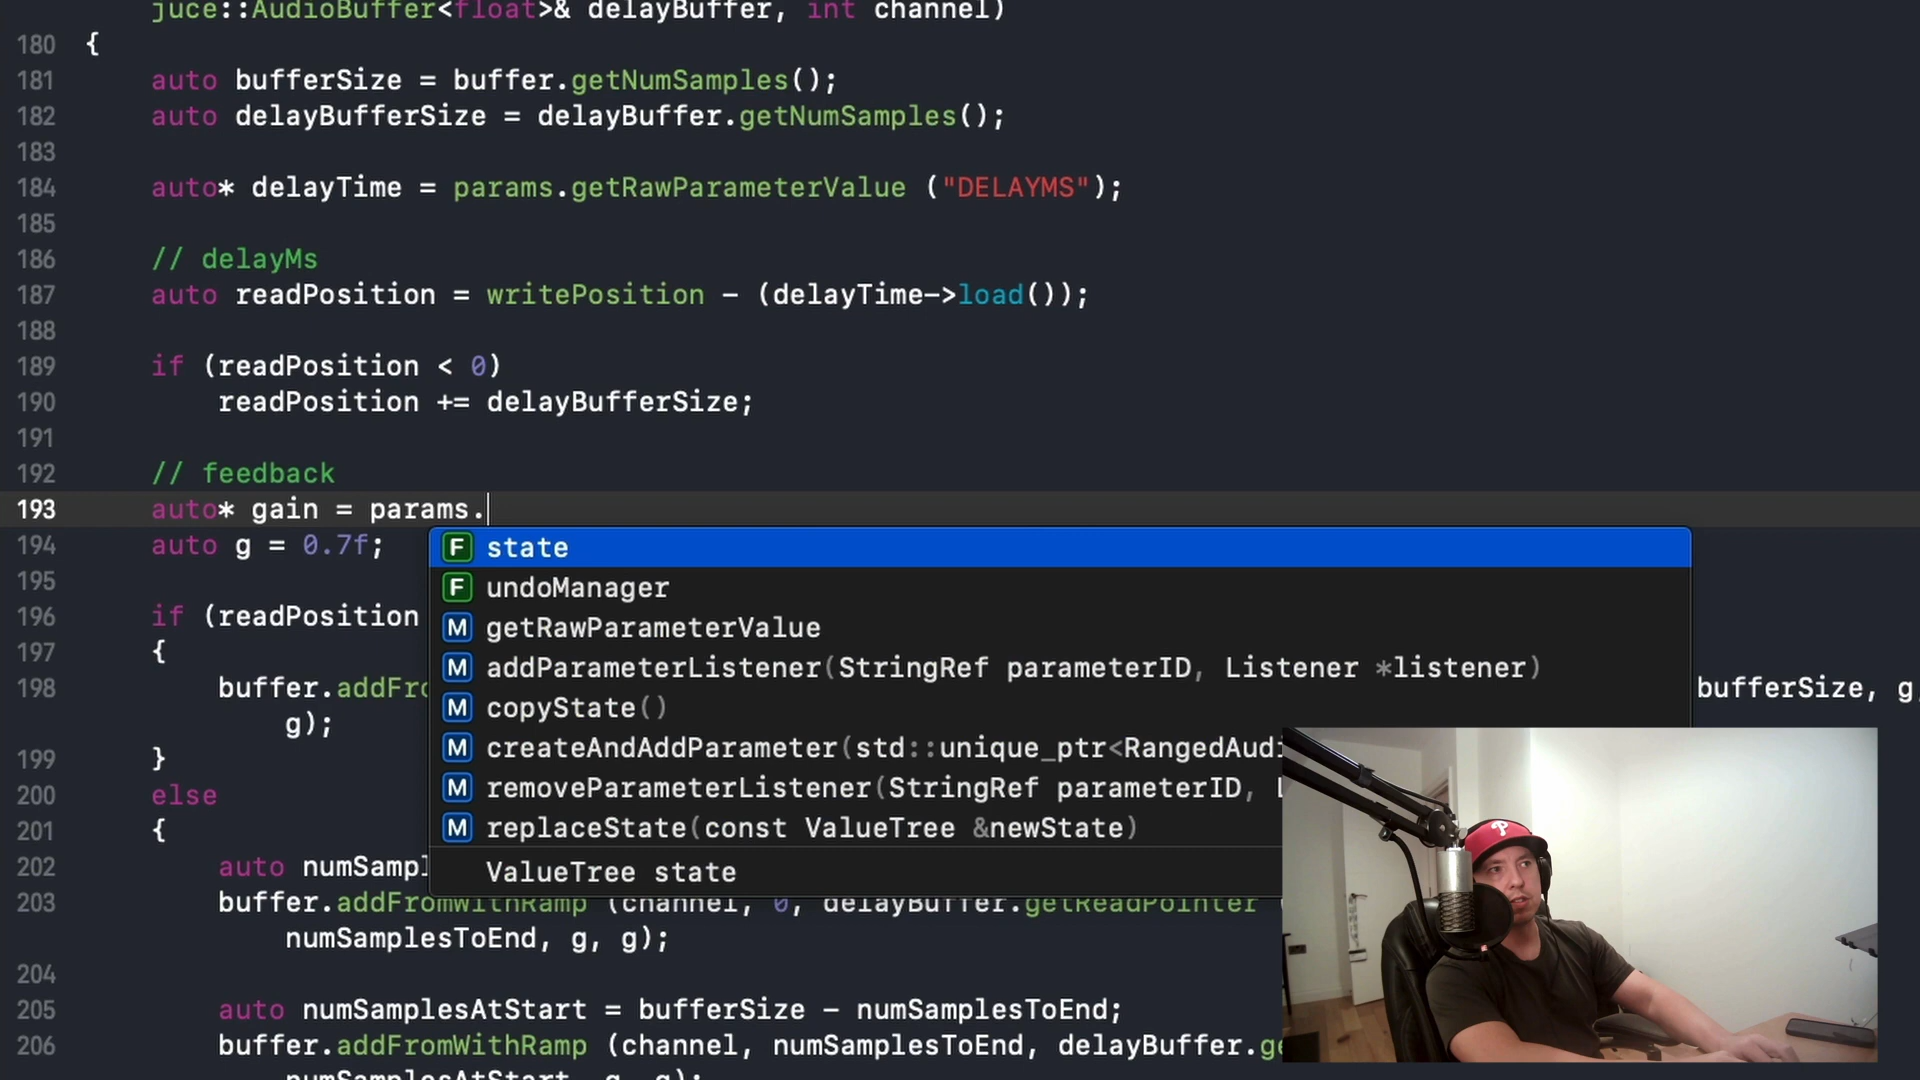 juce::AudioBuffer<float>& delayBuffer, int channel)
180 {
181 auto bufferSize = buffer.getNumSamples();
182 auto delayBufferSize = delayBuffer.getNumSamples();
183
184 auto* delayTime = params.getRawParameterValue ("DELAYMS");
185
186 // delayMs
187 auto readPosition = writePosition - (delayTime->load());
188
189 if (readPosition < 0)
190 readPosition += delayBufferSize;
191
192 // feedback
193 auto* gain = params.
194 auto g = 0.7f;
state
195
undoManager
196 if (readPosition
getRawParameterValue
197 {
addParameterListener(StringRef parameterID, Listener *listener)
198 buffer.addFro bufferSize, g,
copyState()
g);
createAndAddParameter(std::unique_ptr<RangedAudi
199 }
removeParameterListener(StringRef parameterID, L
200 else
replaceState(const ValueTree &newState)
201 {
202 auto numSampl
ValueTree state
203 buffer.addFromWithRamp (channel, 0, delayBuffer.getReadPointer (
numSamplesToEnd, g, g);
204
205 auto numSamplesAtStart = bufferSize - numSamplesToEnd;
206 buffer.addFromWithRamp (channel, numSamplesToEnd, delayBuffer.ge
numSamplesAtStart, g, g);